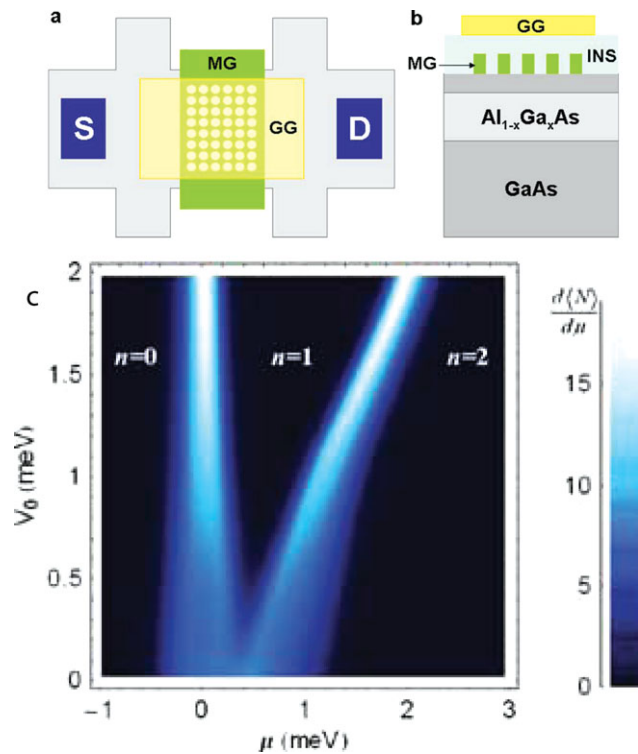 a
MG
S
GG
D
b
GG
MG
INS
Al1-xGaxAs
GaAs
C
2
1.5
1
0.5
0
V0 (meV)
n=0
n=1
n=2
−1
0
1
2
3
μ (meV)
d⟨N⟩
dμ
15
10
5
0